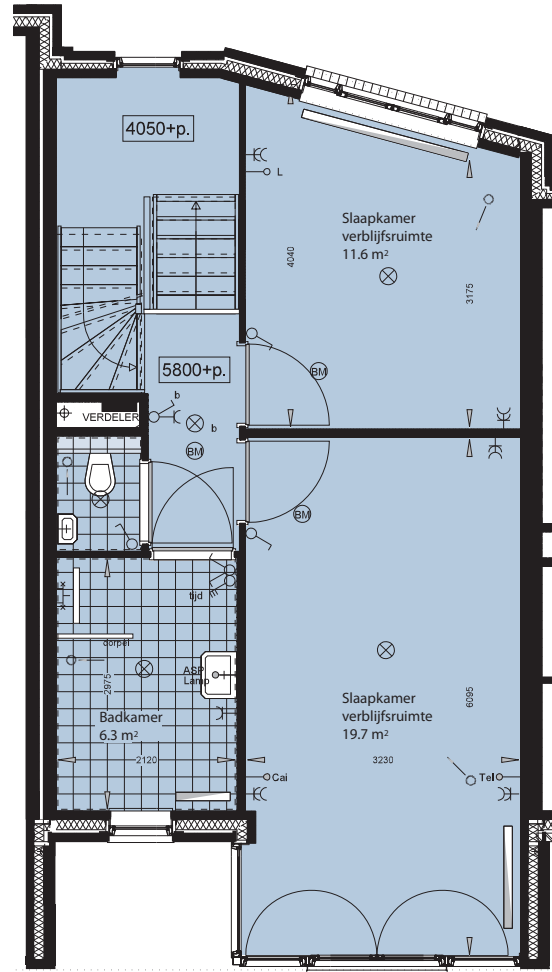 4050+p.
L
Slaapkamer
verblijfsruimte
11.6 m²
4040
3175
5800+p.
BM
b
VERDELER
b
BM
BM
tijd
dorpel
ASP
Lamp
2975
Slaapkamer
verblijfsruimte
19.7 m²
6095
Badkamer
6.3 m²
2120
3230
Cai
Tel